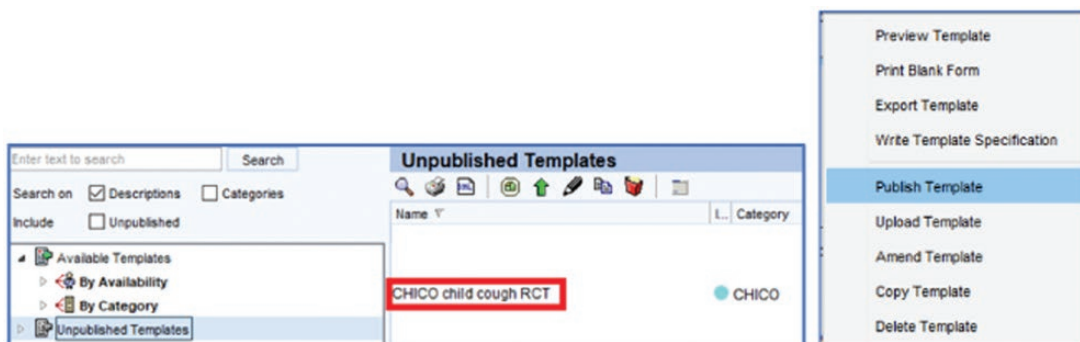 Enter text to search
Search
Search on Descriptions Categories
Include Unpublished
Available Templates
By Availability
By Category
Unpublished Templates
Unpublished Templates
Name
I... Category
CHICO child cough RCT CHICO
Preview Template
Print Blank Form
Export Template
Write Template Specification
Publish Template
Upload Template
Amend Template
Copy Template
Delete Template